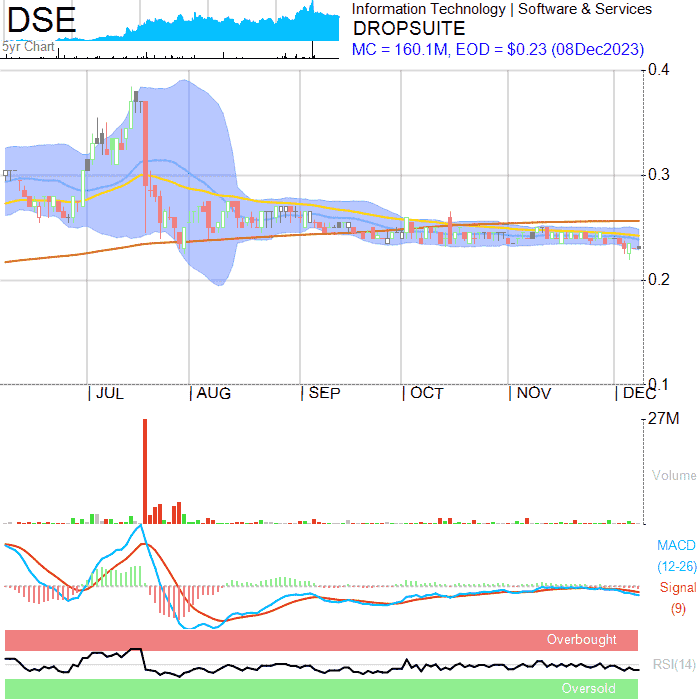 DSE
5yr Chart
Information Technology | Software & Services
DROPSUITE
MC = 160.1M, EOD = $0.23 (08Dec2023)
0.4
0.3
0.2
0.1
JUL AUG SEP OCT NOV DEC
27M
Volume
MACD
(12-26)
Signal
(9)
Overbought
RSI(14)
Oversold